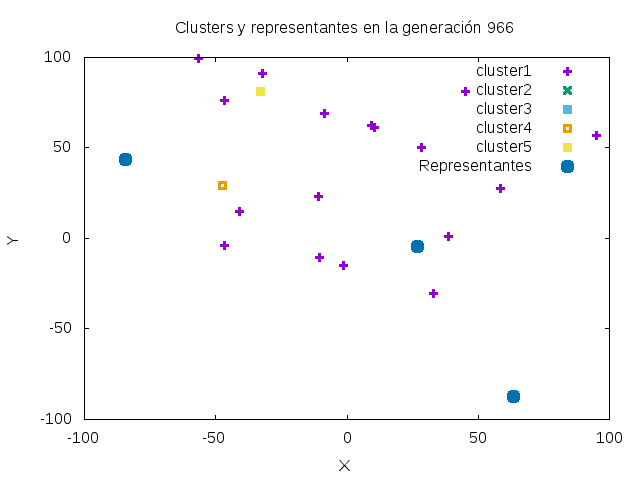 Clusters y representantes en la generación 966
cluster1
cluster2
cluster3
cluster4
cluster5
Representantes
100
50
0
-50
-100
Y
-100
-50
0
50
100
X